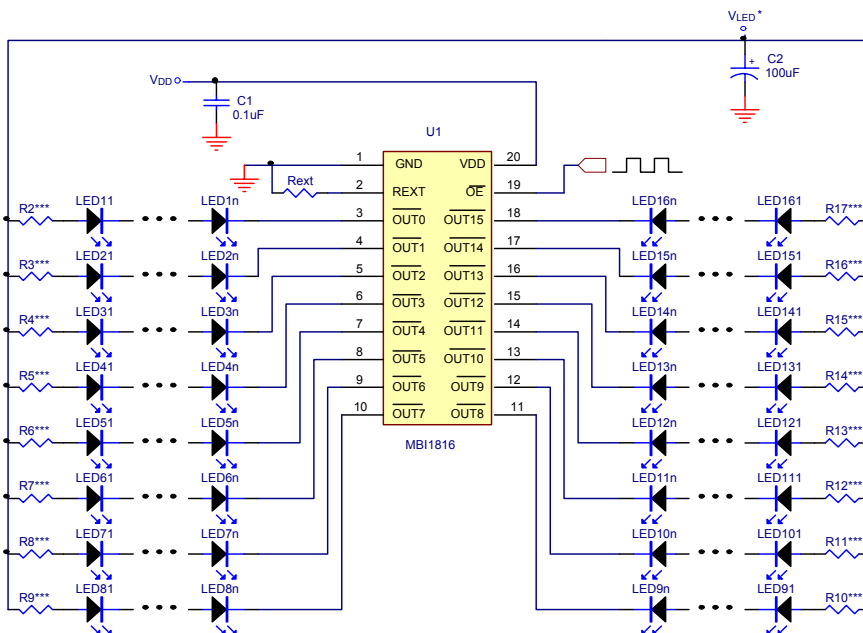 VLED *
C2
100uF
VDD
C1
0.1uF
U1
1 GND VDD 20
2 REXT OE 19
3 OUT0 OUT15 18
4 OUT1 OUT14 17
5 OUT2 OUT13 16
6 OUT3 OUT12 15
7 OUT4 OUT11 14
8 OUT5 OUT10 13
9 OUT6 OUT9 12
10 OUT7 OUT8 11
MBI1816
Rext
R2*** LED11 LED1n LED16n LED161 R17***
R3*** LED21 LED2n LED15n LED151 R16***
R4*** LED31 LED3n LED14n LED141 R15***
R5*** LED41 LED4n LED13n LED131 R14***
R6*** LED51 LED5n LED12n LED121 R13***
R7*** LED61 LED6n LED11n LED111 R12***
R8*** LED71 LED7n LED10n LED101 R11***
R9*** LED81 LED8n LED9n LED91 R10***